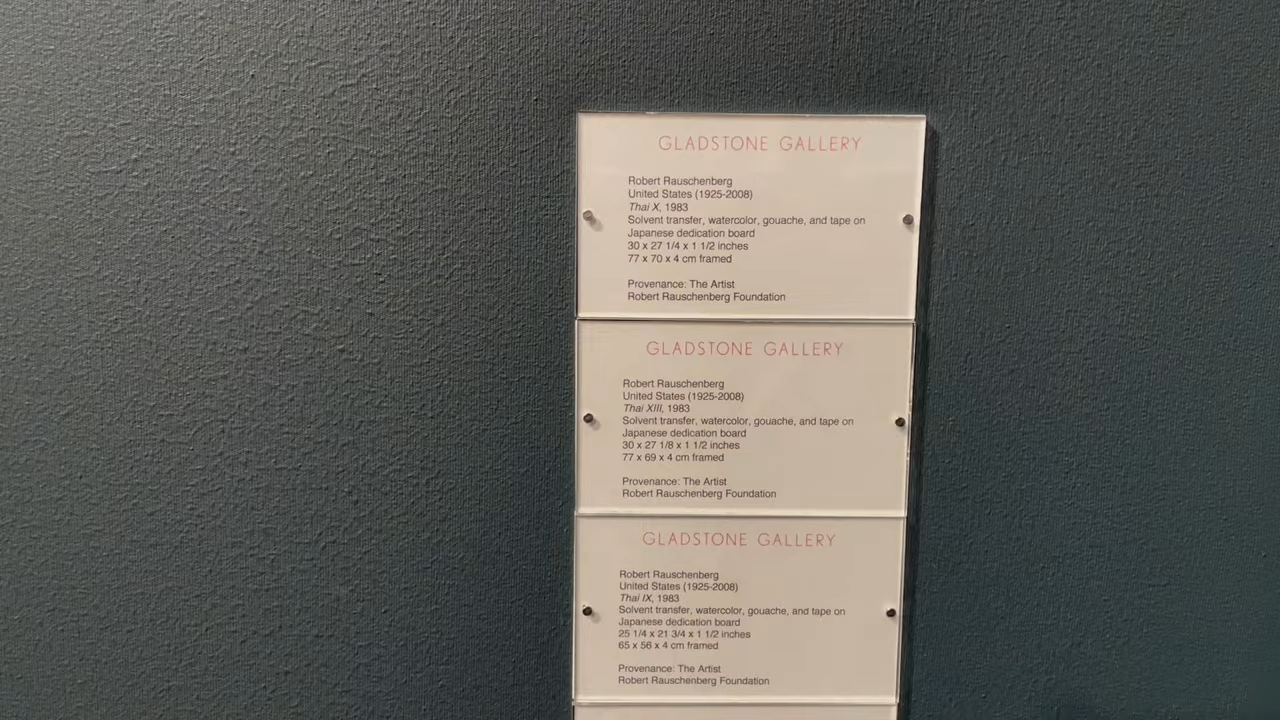 GLADSTONE GALLERY
Robert Rauschenberg
United States (1925-2008)
Thai X, 1983
Solvent transfer, watercolor, gouache, and tape on
Japanese dedication board
30 x 27 1/4 x 1 1/2 inches
77 x 70 x 4 cm framed
Provenance: The Artist
Robert Rauschenberg Foundation
GLADSTONE GALLERY
Robert Rauschenberg
United States (1925-2008)
Thai XIII, 1983
Solvent transfer, watercolor, gouache, and tape on
Japanese dedication board
30 x 27 1/8 x 1 1/2 inches
77 x 69 x 4 cm framed
Provenance: The Artist
Robert Rauschenberg Foundation
GLADSTONE GALLERY
Robert Rauschenberg
United States (1925-2008)
Thai IX, 1983
Solvent transfer, watercolor, gouache, and tape on
Japanese dedication board
25 1/4 x 21 3/4 x 1 1/2 inches
65 x 56 x 4 cm framed
Provenance: The Artist
Robert Rauschenberg Foundation